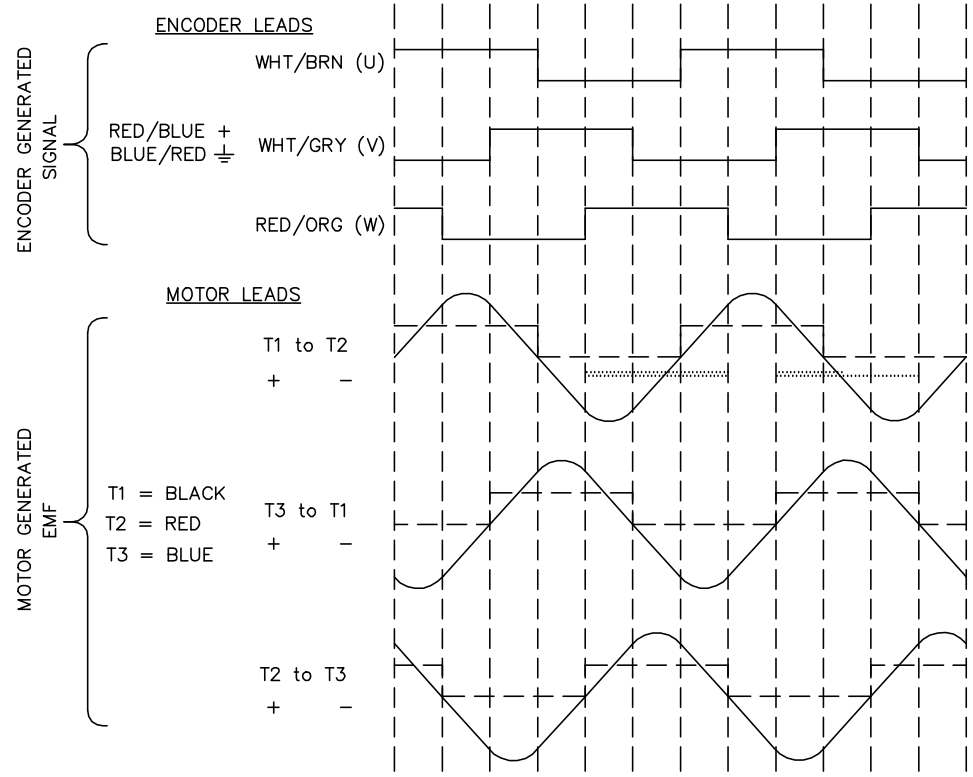 ENCODER LEADS
ENCODER GENERATED
SIGNAL
WHT/BRN (U)
RED/BLUE +
BLUE/RED ⏚
WHT/GRY (V)
RED/ORG (W)
MOTOR LEADS
MOTOR GENERATED
EMF
T1 to T2
+ −
T1 = BLACK
T2 = RED
T3 = BLUE
T3 to T1
+ −
T2 to T3
+ −